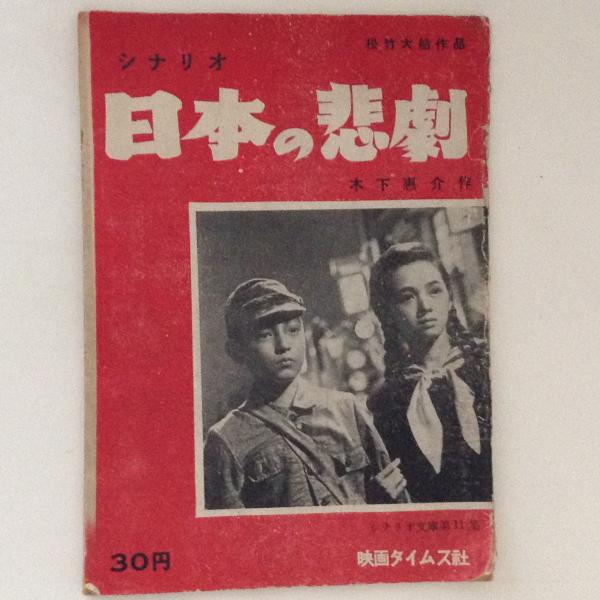 松竹大船作品
シナリオ
日本の悲劇
木下惠介作
シナリオ文庫第11集
30円
映画タイムス社